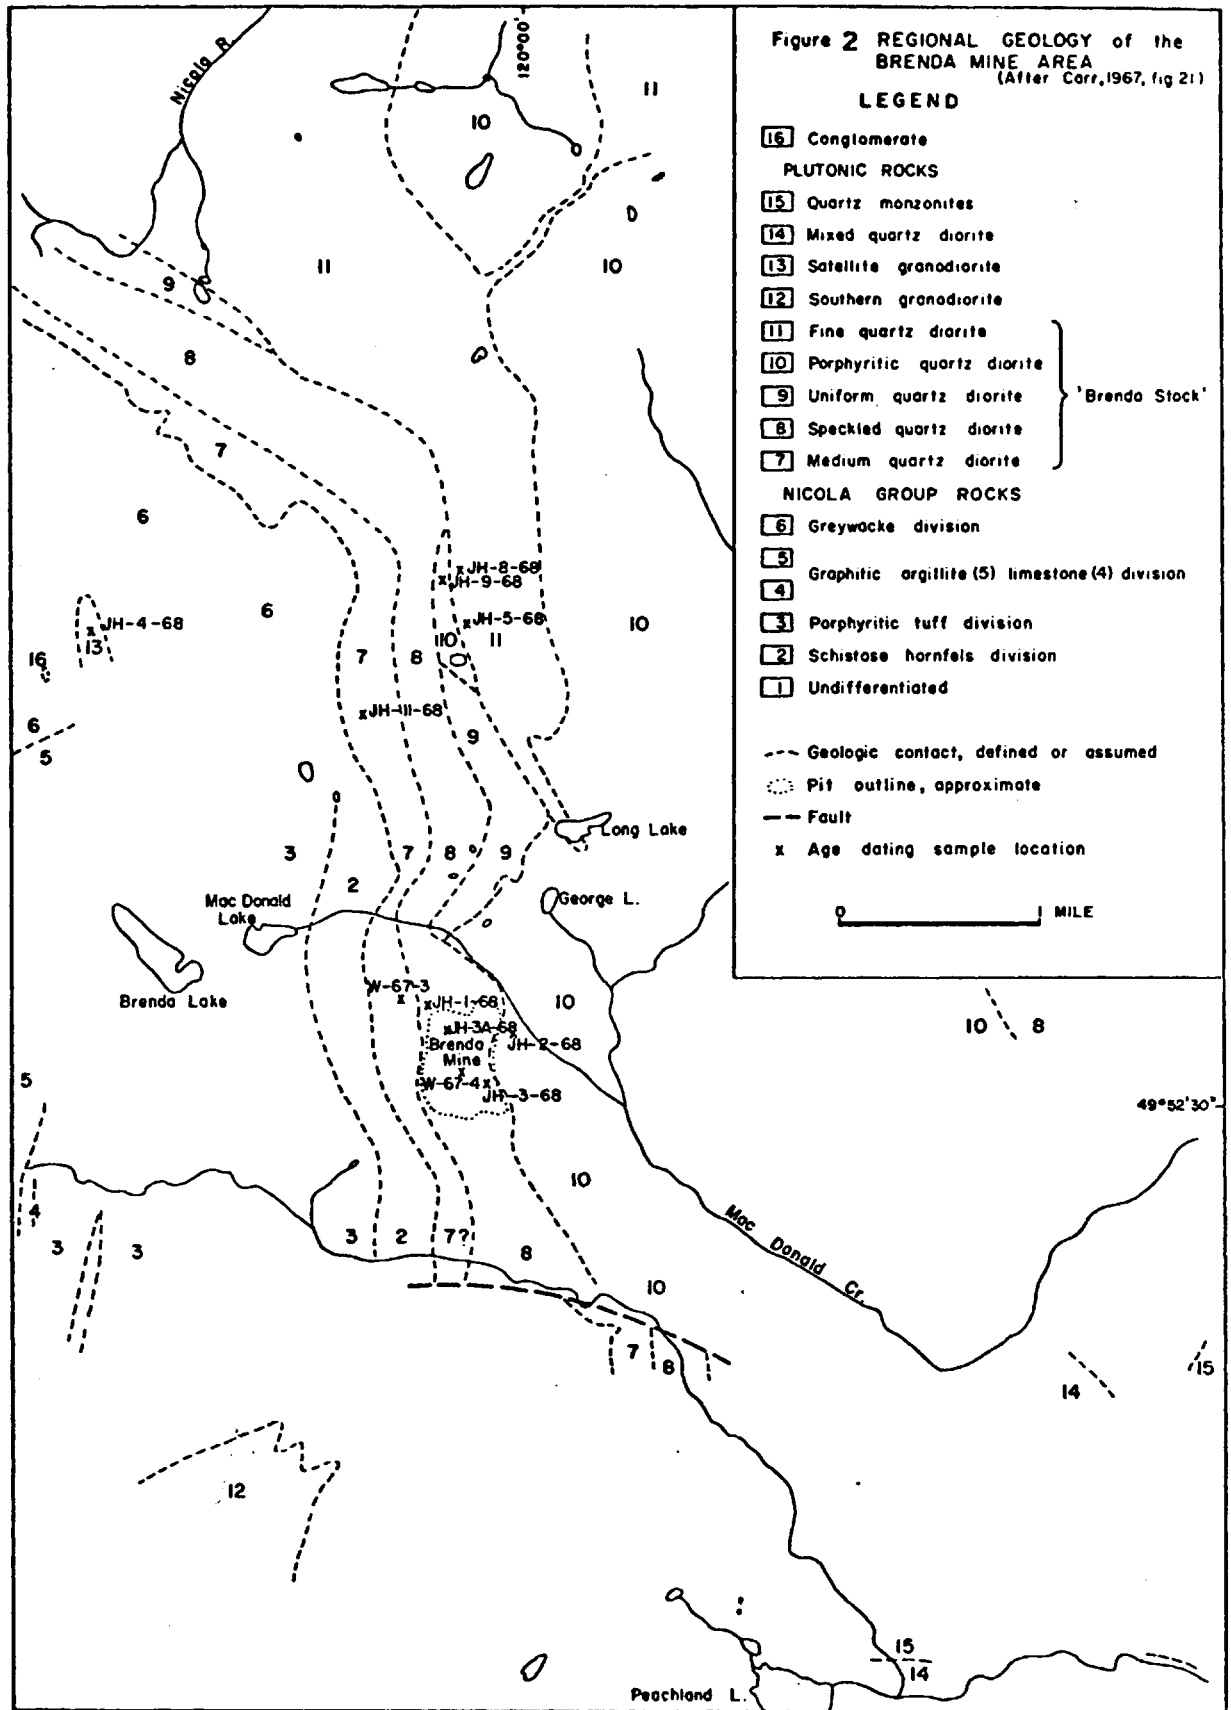 Figure 2 REGIONAL GEOLOGY of the
BRENDA MINE AREA
(After Carr, 1967, fig 21)
LEGEND
16 Conglomerate
PLUTONIC ROCKS
15 Quartz monzonites
14 Mixed quartz diorite
13 Satellite granodiorite
12 Southern granodiorite
11 Fine quartz diorite
10 Porphyritic quartz diorite
9 Uniform quartz diorite
8 Speckled quartz diorite
7 Medium quartz diorite
'Brenda Stock'
NICOLA GROUP ROCKS
6 Greywacke division
5
Graphitic argillite (5) limestone (4) division
4
3 Porphyritic tuff division
2 Schistose hornfels division
1 Undifferentiated
Geologic contact, defined or assumed
Pit outline, approximate
Fault
x Age dating sample location
0 1 MILE
120°00'
Nicola R.
11
10
9
11
10
8
7
6
JH-8-68
JH-9-68
6
JH-4-68
13
JH-5-68
10 11
10
16
7
8
JH-11-68
6
5
9
Long Lake
3
7
8
9
2
Mac Donald
Lake
George L.
Brenda Lake
W-67-3
JH-1-68
10
JH-3A-68
Brenda
Mine
JH-2-68
W-67-4
JH-3-68
10 8
5
49°52'30"
10
4
3
3
3
2
7?
8
10
Mac Donald Cr.
7
8
14
15
12
15
14
Peachland L.